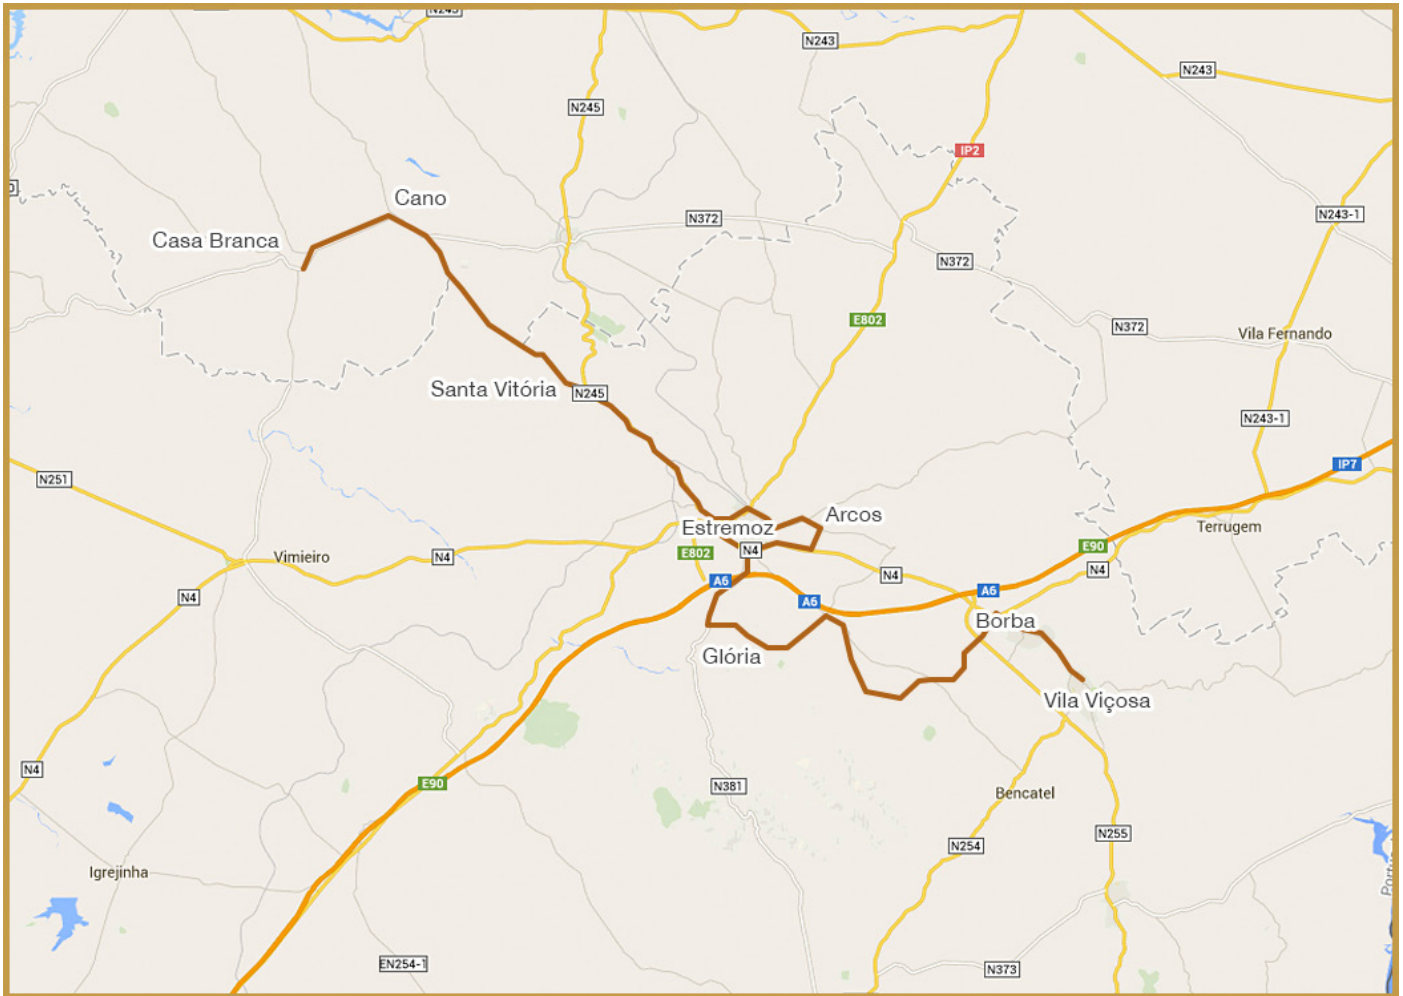 N245
N243
N243
N245
IP2
Cano
N372
N243-1
Casa Branca
N372
E802
N372
Vila Fernando
Santa Vitória
N245
N243-1
IP7
N251
Arcos
Estremoz
Terrugem
E802
N4
E90
Vimieiro
N4
N4
N4
A6
A6
A6
N4
Borba
Glória
Vila Viçosa
N4
E90
N381
Bencatel
N255
N254
Igrejinha
EN254-1
N373